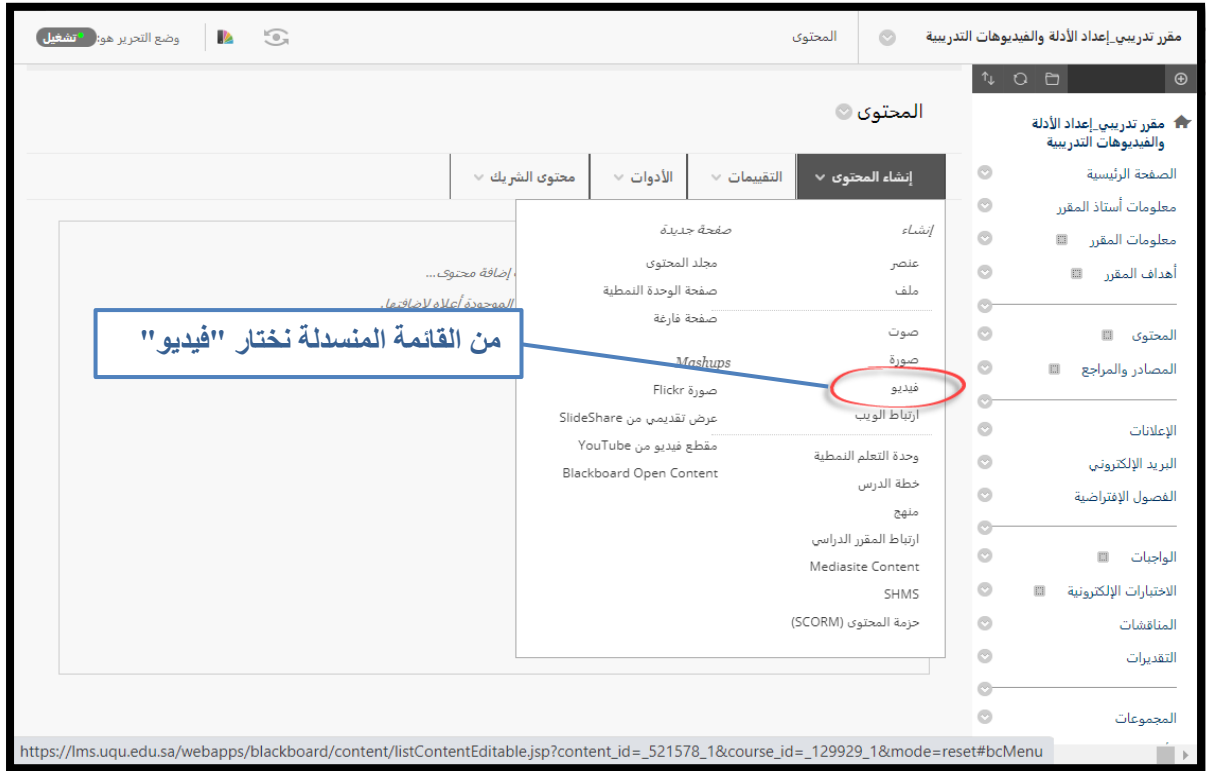 مقرر تدريبي_إعداد الأدلة والفيديوهات التدريبية
المحتوى
وضع التحرير هو:
تشغيل
مقرر تدريبي_إعداد الأدلة
والفيديوهات التدريبية
الصفحة الرئيسية
معلومات أستاذ المقرر
معلومات المقرر
أهداف المقرر
المحتوى
المصادر والمراجع
الإعلانات
البريد الإلكتروني
الفصول الإفتراضية
الواجبات
الاختبارات الإلكترونية
المناقشات
التقديرات
المجموعات
المحتوى
إنشاء المحتوى
التقييمات
الأدوات
محتوى الشريك
إنشاء
عنصر
ملف
صوت
صورة
فيديو
ارتباط الويب
وحدة التعلم النمطية
خطة الدرس
منهج
ارتباط المقرر الدراسي
Mediasite Content
SHMS
حزمة المحتوى (SCORM)
صفحة جديدة
مجلد المحتوى
صفحة الوحدة النمطية
صفحة فارغة
Mashups
صورة Flickr
عرض تقديمي من SlideShare
مقطع فيديو من YouTube
Blackboard Open Content
إضافة محتوى...
الموجودة أعلاه لإضافتها.
من القائمة المنسدلة نختار "فيديو"
https://lms.uqu.edu.sa/webapps/blackboard/content/listContentEditable.jsp?content_id=_521578_1&course_id=_129929_1&mode=reset#bcMenu